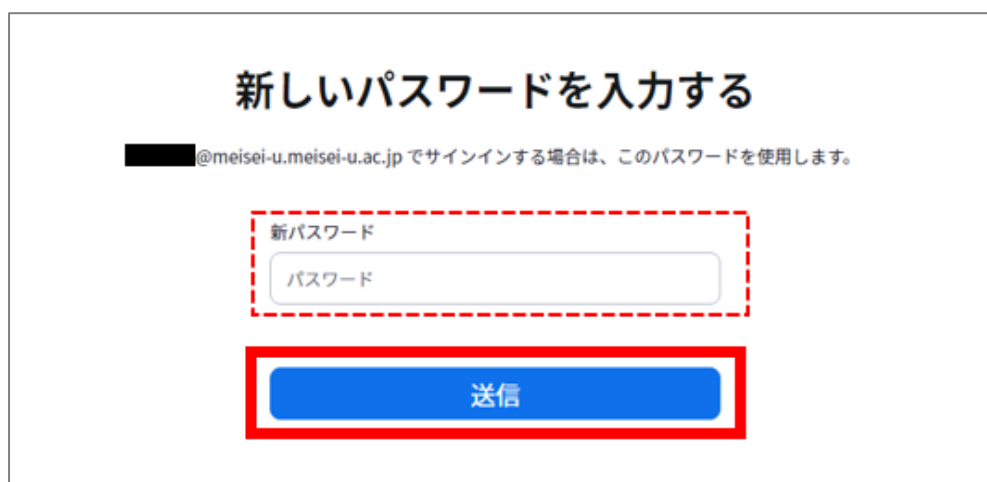 新しいパスワードを入力する
@meisei-u.meisei-u.ac.jp でサインインする場合は、このパスワードを使用します。
新パスワード
パスワード
送信